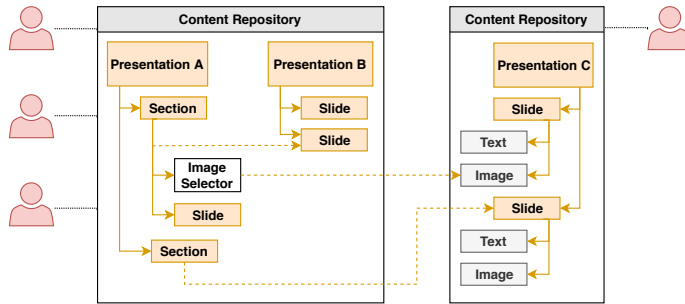 Content Repository
Presentation A
Presentation B
Section
Slide
Slide
Image
Selector
Slide
Section
Content Repository
Presentation C
Slide
Text
Image
Slide
Text
Image